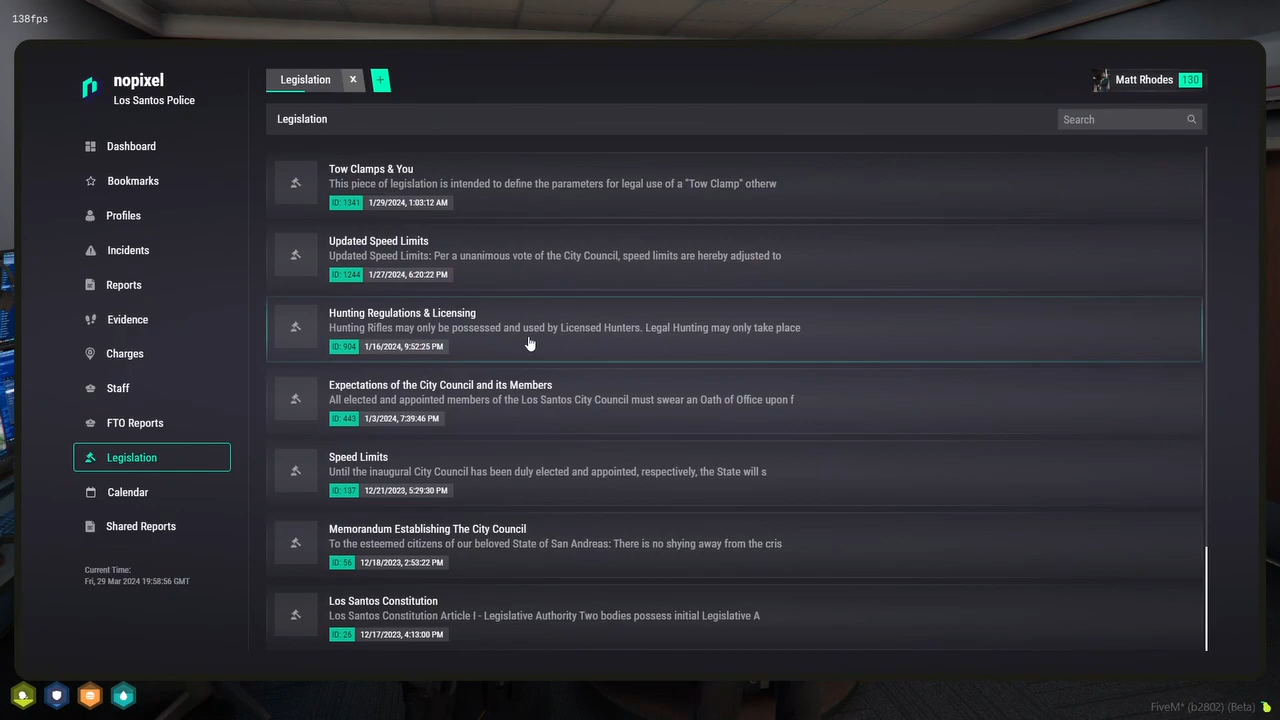 138fps
nopixel
Los Santos Police
Dashboard
Bookmarks
Profiles
Incidents
Reports
Evidence
Charges
Staff
FTO Reports
Legislation
Calendar
Shared Reports
Current Time:
Fri, 29 Mar 2024 19:58:56 GMT
Legislation x +
Matt Rhodes 130
Legislation
Search
Tow Clamps & You
This piece of legislation is intended to define the parameters for legal use of a "Tow Clamp" otherw
ID: 1341 1/29/2024, 1:03:12 AM
Updated Speed Limits
Updated Speed Limits: Per a unanimous vote of the City Council, speed limits are hereby adjusted to
ID: 1244 1/27/2024, 6:20:22 PM
Hunting Regulations & Licensing
Hunting Rifles may only be possessed and used by Licensed Hunters. Legal Hunting may only take place
ID: 904 1/16/2024, 9:52:25 PM
Expectations of the City Council and its Members
All elected and appointed members of the Los Santos City Council must swear an Oath of Office upon f
ID: 443 1/3/2024, 7:39:46 PM
Speed Limits
Until the inaugural City Council has been duly elected and appointed, respectively, the State will s
ID: 137 12/21/2023, 5:29:30 PM
Memorandum Establishing The City Council
To the esteemed citizens of our beloved State of San Andreas: There is no shying away from the cris
ID: 56 12/18/2023, 2:53:22 PM
Los Santos Constitution
Los Santos Constitution Article I - Legislative Authority Two bodies possess initial Legislative A
ID: 26 12/17/2023, 4:13:00 PM
FiveM* (b2802) (Beta)